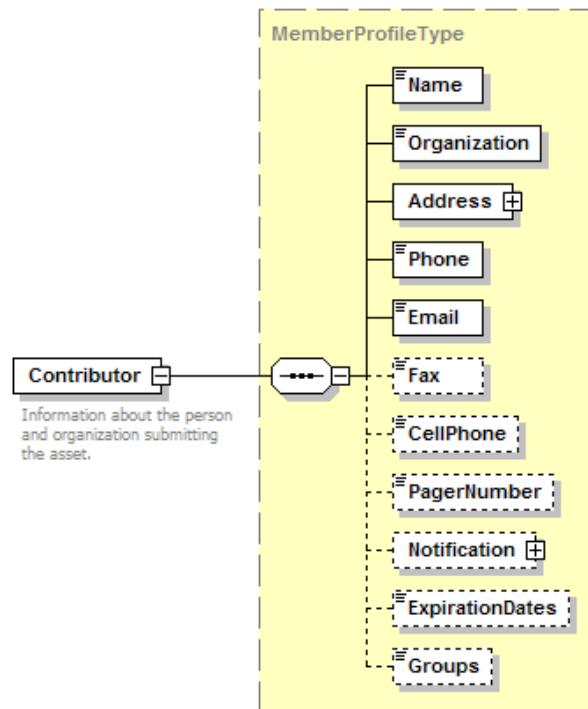 MemberProfileType
Name
Organization
Address
Phone
Email
Contributor
Information about the person
and organization submitting
the asset.
Fax
CellPhone
PagerNumber
Notification
ExpirationDates
Groups